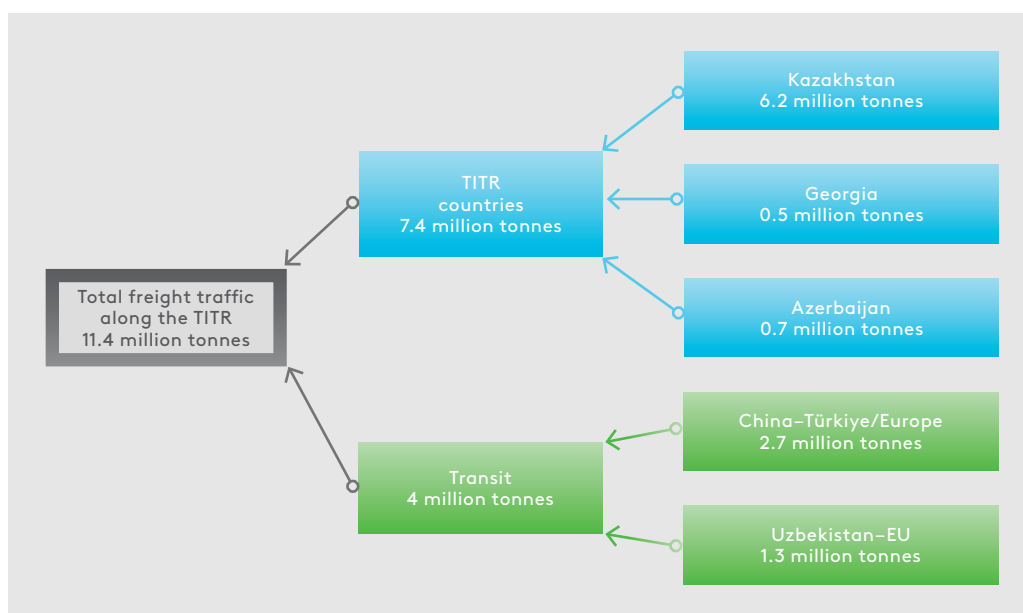 Kazakhstan
6.2 million tonnes
TITR
countries
7.4 million tonnes
Georgia
0.5 million tonnes
Total freight traffic
along the TITR
11.4 million tonnes
Azerbaijan
0.7 million tonnes
China–Türkiye/Europe
2.7 million tonnes
Transit
4 million tonnes
Uzbekistan–EU
1.3 million tonnes